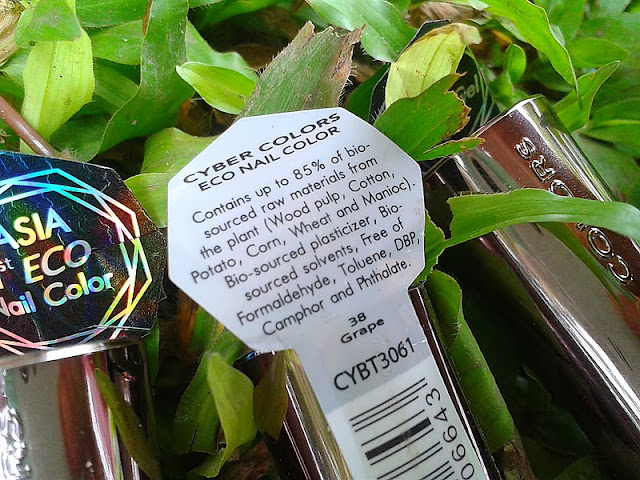 CYBER COLORS
ECO NAIL COLOR
Contains up to 85% of bio-
sourced raw materials from
the plant (Wood pulp, Cotton,
Potato, Corn, Wheat and Manioc).
Bio-sourced plasticizer, Bio-
sourced solvents, Free of
Formaldehyde, Toluene, DBP,
Camphor and Phthalate.
38
Grape
CYBT3061
06643
ASIA
ECO
Nail Color
COLORS